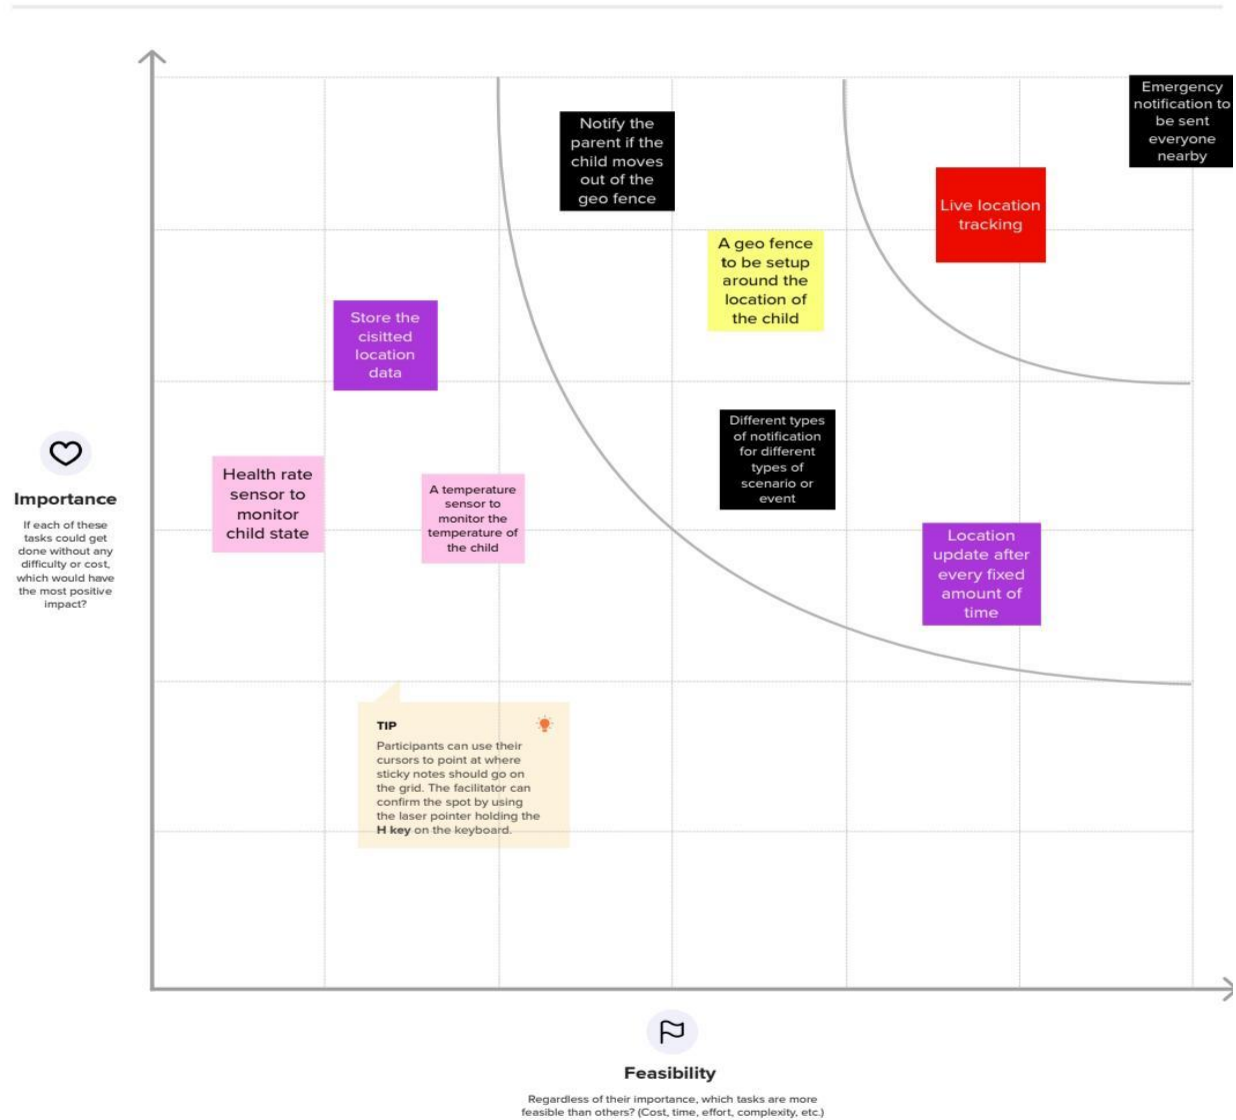 Emergency
notification to
be sent
everyone
nearby
Notify the
parent if the
child moves
out of the
geo fence
Live location
tracking
A geo fence
to be setup
around the
location of
the child
Store the
cisitted
location
data
Different types
of notification
for different
types of
scenario or
event
Health rate
sensor to
monitor
child state
A temperature
sensor to
monitor the
temperature of
the child
Location
update after
every fixed
amount of
time
Importance
If each of these
tasks could get
done without any
difficulty or cost,
which would have
the most positive
impact?
TIP
Participants can use their
cursors to point at where
sticky notes should go on
the grid. The facilitator can
confirm the spot by using
the laser pointer holding the
H key on the keyboard.
Feasibility
Regardless of their importance, which tasks are more
feasible than others? (Cost, time, effort, complexity, etc.)